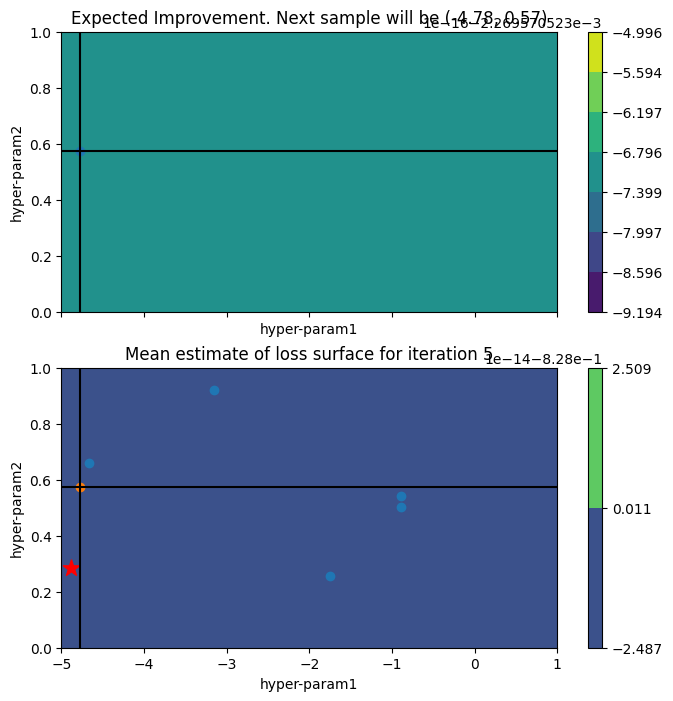 Expected Improvement. Next sample will be (-4.78, 0.57)
1e−16−2.269570523e−3
1.0
0.8
0.6
0.4
0.2
0.0
hyper-param2
hyper-param1
−4.996
−5.594
−6.197
−6.796
−7.399
−7.997
−8.596
−9.194
Mean estimate of loss surface for iteration 5
1e−14−8.28e−1
1.0
0.8
0.6
0.4
0.2
0.0
hyper-param2
−5 −4 −3 −2 −1 0 1
hyper-param1
2.509
0.011
−2.487